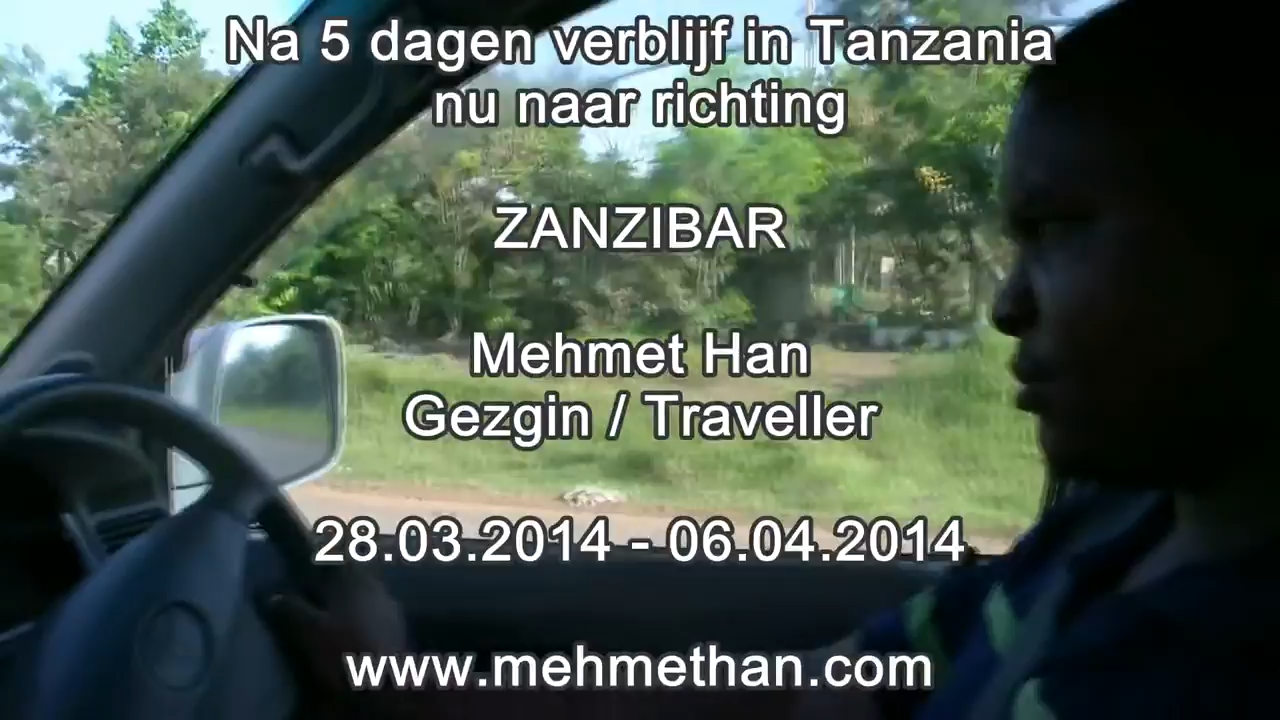 Na 5 dagen verblijf in Tanzania
nu naar richting
ZANZIBAR
Mehmet Han
Gezgin / Traveller
28.03.2014 - 06.04.2014
www.mehmethan.com